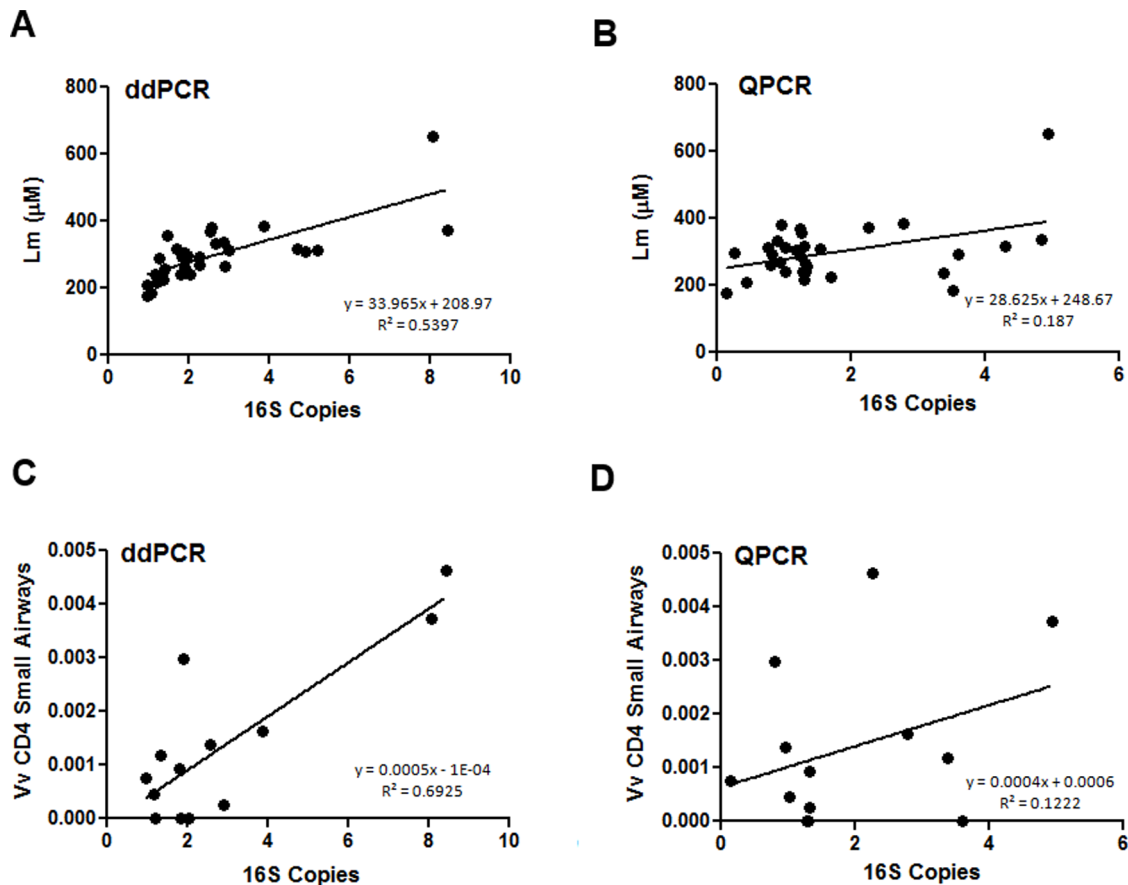 A
ddPCR
800
600
400
200
0
Lm (μM)
y = 33.965x + 208.97
R² = 0.5397
0 2 4 6 8 10
16S Copies
B
QPCR
800
600
400
200
0
Lm (μM)
y = 28.625x + 248.67
R² = 0.187
0 2 4 6
16S Copies
C
ddPCR
0.005
0.004
0.003
0.002
0.001
0.000
Vv CD4 Small Airways
y = 0.0005x - 1E-04
R² = 0.6925
0 2 4 6 8 10
16S Copies
D
QPCR
0.005
0.004
0.003
0.002
0.001
0.000
Vv CD4 Small Airways
y = 0.0004x + 0.0006
R² = 0.1222
0 2 4 6
16S Copies